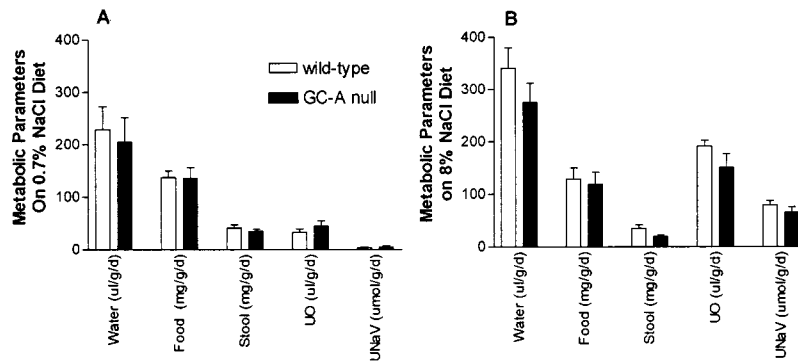 A
Metabolic Parameters
On 0.7% NaCl Diet
400
300
200
100
0
wild-type
GC-A null
Water (ul/g/d)
Food (mg/g/d)
Stool (mg/g/d)
UO (ul/g/d)
UNaV (umol/g/d)
B
Metabolic Parameters
on 8% NaCl Diet
400
300
200
100
0
Water (ul/g/d)
Food (mg/g/d)
Stool (mg/g/d)
UO (ul/g/d)
UNaV (umol/g/d)